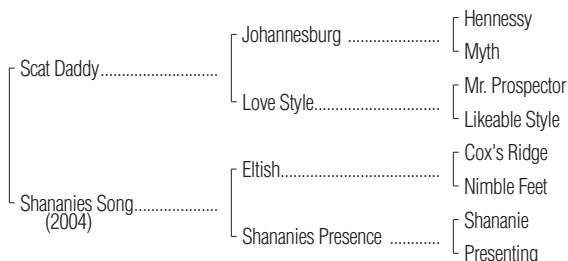 Hennessy
Johannesburg ......................
Myth
Scat Daddy............................
Mr. Prospector
Love Style..............................
Likeable Style
Cox's Ridge
Eltish......................................
Nimble Feet
Shananies Song....................
(2004)
Shananie
Shananies Presence ............
Presenting